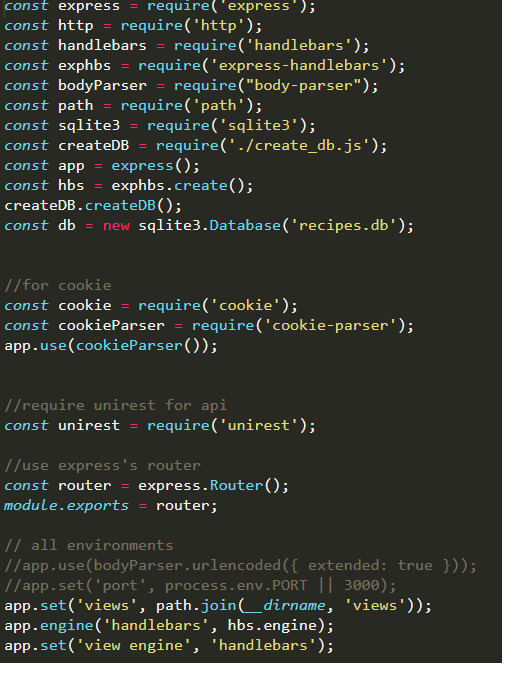 const express = require('express');
const http = require('http');
const handlebars = require('handlebars');
const exphbs = require('express-handlebars');
const bodyParser = require("body-parser");
const path = require('path');
const sqlite3 = require('sqlite3');
const createDB = require('./create_db.js');
const app = express();
const hbs = exphbs.create();
createDB.createDB();
const db = new sqlite3.Database('recipes.db');
//for cookie
const cookie = require('cookie');
const cookieParser = require('cookie-parser');
app.use(cookieParser());
//require unirest for api
const unirest = require('unirest');
//use express's router
const router = express.Router();
module.exports = router;
// all environments
//app.use(bodyParser.urlencoded({ extended: true }));
//app.set('port', process.env.PORT || 3000);
app.set('views', path.join(__dirname, 'views'));
app.engine('handlebars', hbs.engine);
app.set('view engine', 'handlebars');